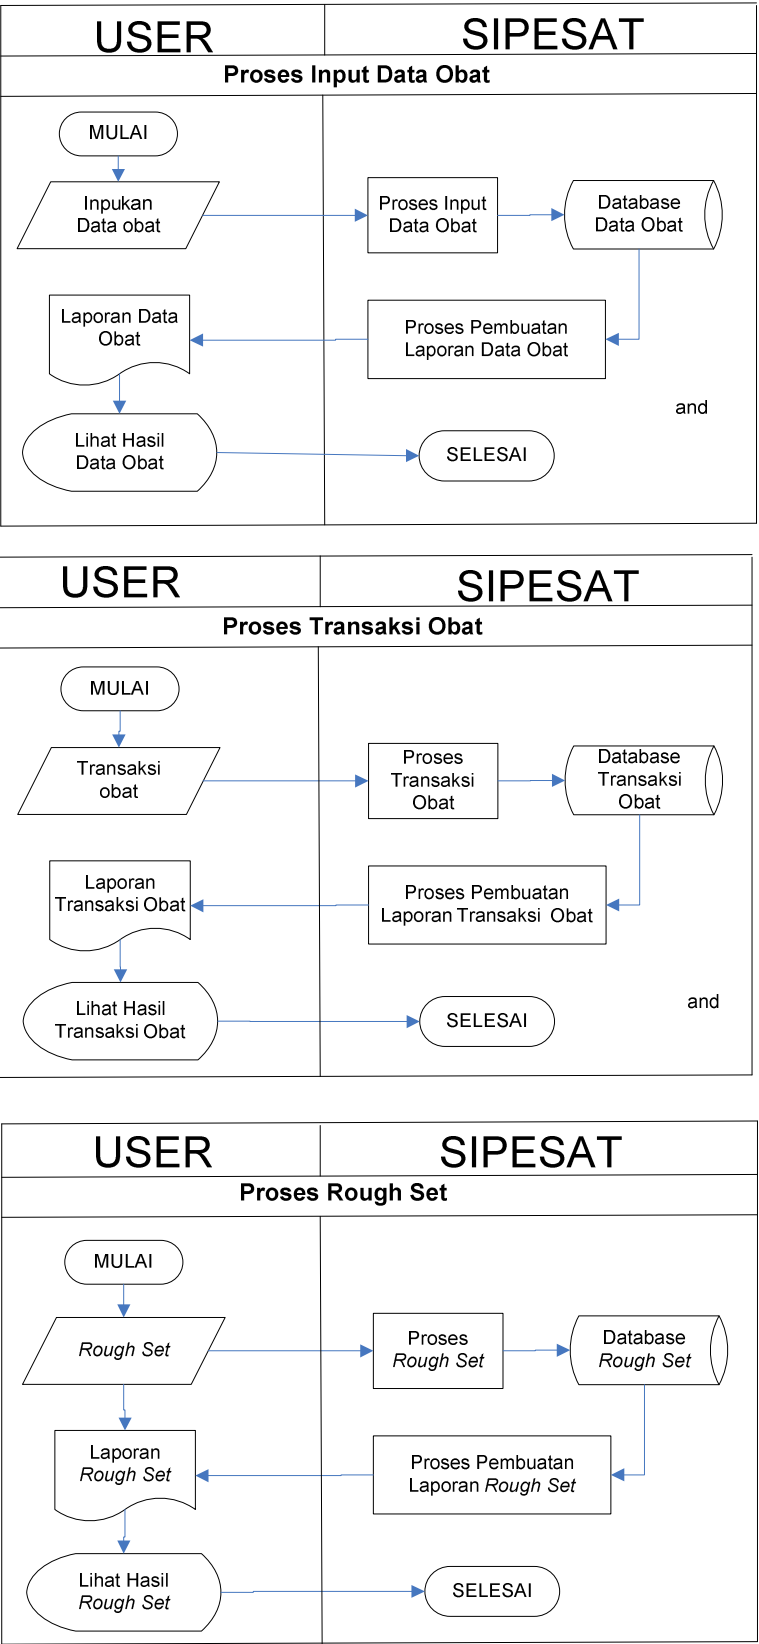 USER
SIPESAT
Proses Input Data Obat
MULAI
Inpukan
Data obat
Proses Input
Data Obat
Database
Data Obat
Laporan Data
Obat
Proses Pembuatan
Laporan Data Obat
and
Lihat Hasil
Data Obat
SELESAI
USER
SIPESAT
Proses Transaksi Obat
MULAI
Transaksi
obat
Proses
Transaksi
Obat
Database
Transaksi
Obat
Laporan
Transaksi Obat
Proses Pembuatan
Laporan Transaksi Obat
Lihat Hasil
Transaksi Obat
SELESAI
and
USER
SIPESAT
Proses Rough Set
MULAI
Rough Set
Proses
Rough Set
Database
Rough Set
Laporan
Rough Set
Proses Pembuatan
Laporan Rough Set
Lihat Hasil
Rough Set
SELESAI